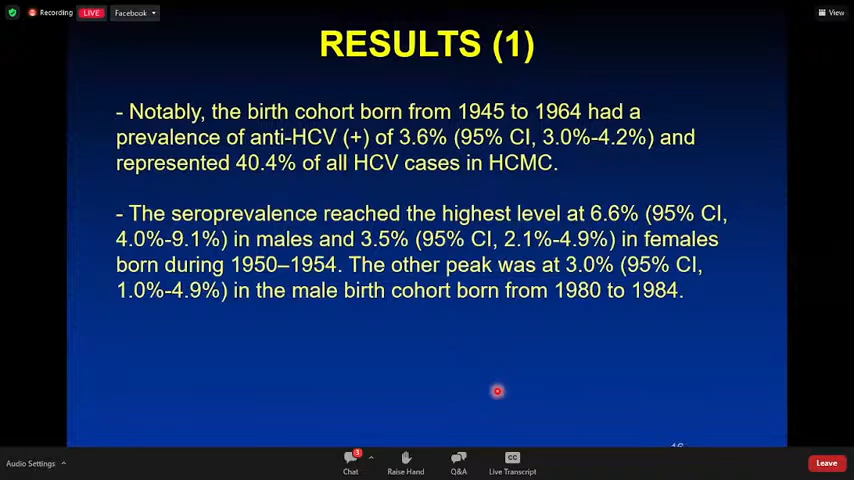 Recording LIVE Facebook View
RESULTS (1)
- Notably, the birth cohort born from 1945 to 1964 had a
prevalence of anti-HCV (+) of 3.6% (95% CI, 3.0%-4.2%) and
represented 40.4% of all HCV cases in HCMC.
- The seroprevalence reached the highest level at 6.6% (95% CI,
4.0%-9.1%) in males and 3.5% (95% CI, 2.1%-4.9%) in females
born during 1950–1954. The other peak was at 3.0% (95% CI,
1.0%-4.9%) in the male birth cohort born from 1980 to 1984.
3 CC
Audio Settings Chat Raise Hand Q&A Live Transcript Leave